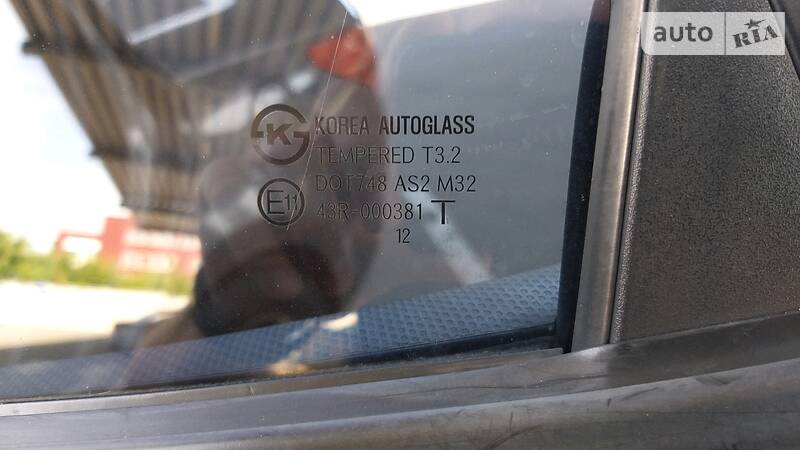 auto RIA
KOREA AUTOGLASS
TEMPERED T3.2
DOT748 AS2 M32
E11 43R-000381 T
12